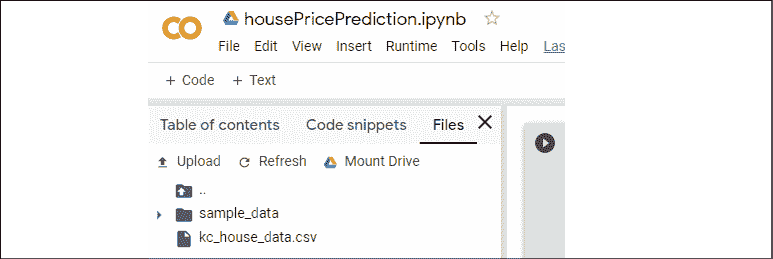 housePricePrediction.ipynb
File Edit View Insert Runtime Tools Help Las
+ Code + Text
Table of contents Code snippets Files X
Upload Refresh Mount Drive
..
sample_data
kc_house_data.csv